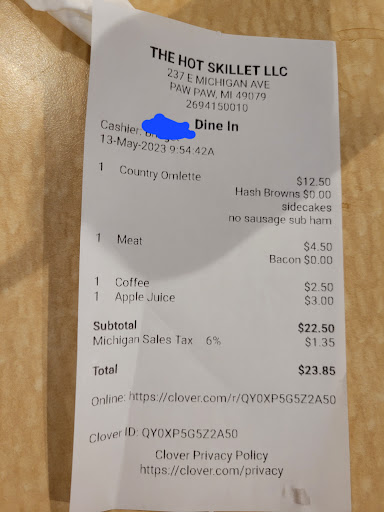 THE HOT SKILLET LLC
237 E MICHIGAN AVE
PAW PAW, MI 49079
2694150010
Cashier: Dine In
13-May-2023 9:54:42A
1 Country Omlette $12.50
Hash Browns $0.00
sidecakes
no sausage sub ham
1 Meat $4.50
Bacon $0.00
1 Coffee $2.50
1 Apple Juice $3.00
Subtotal $22.50
Michigan Sales Tax 6% $1.35
Total $23.85
Online: https://clover.com/r/QY0XP5G5Z2A50
Clover ID: QY0XP5G5Z2A50
Clover Privacy Policy
https://clover.com/privacy